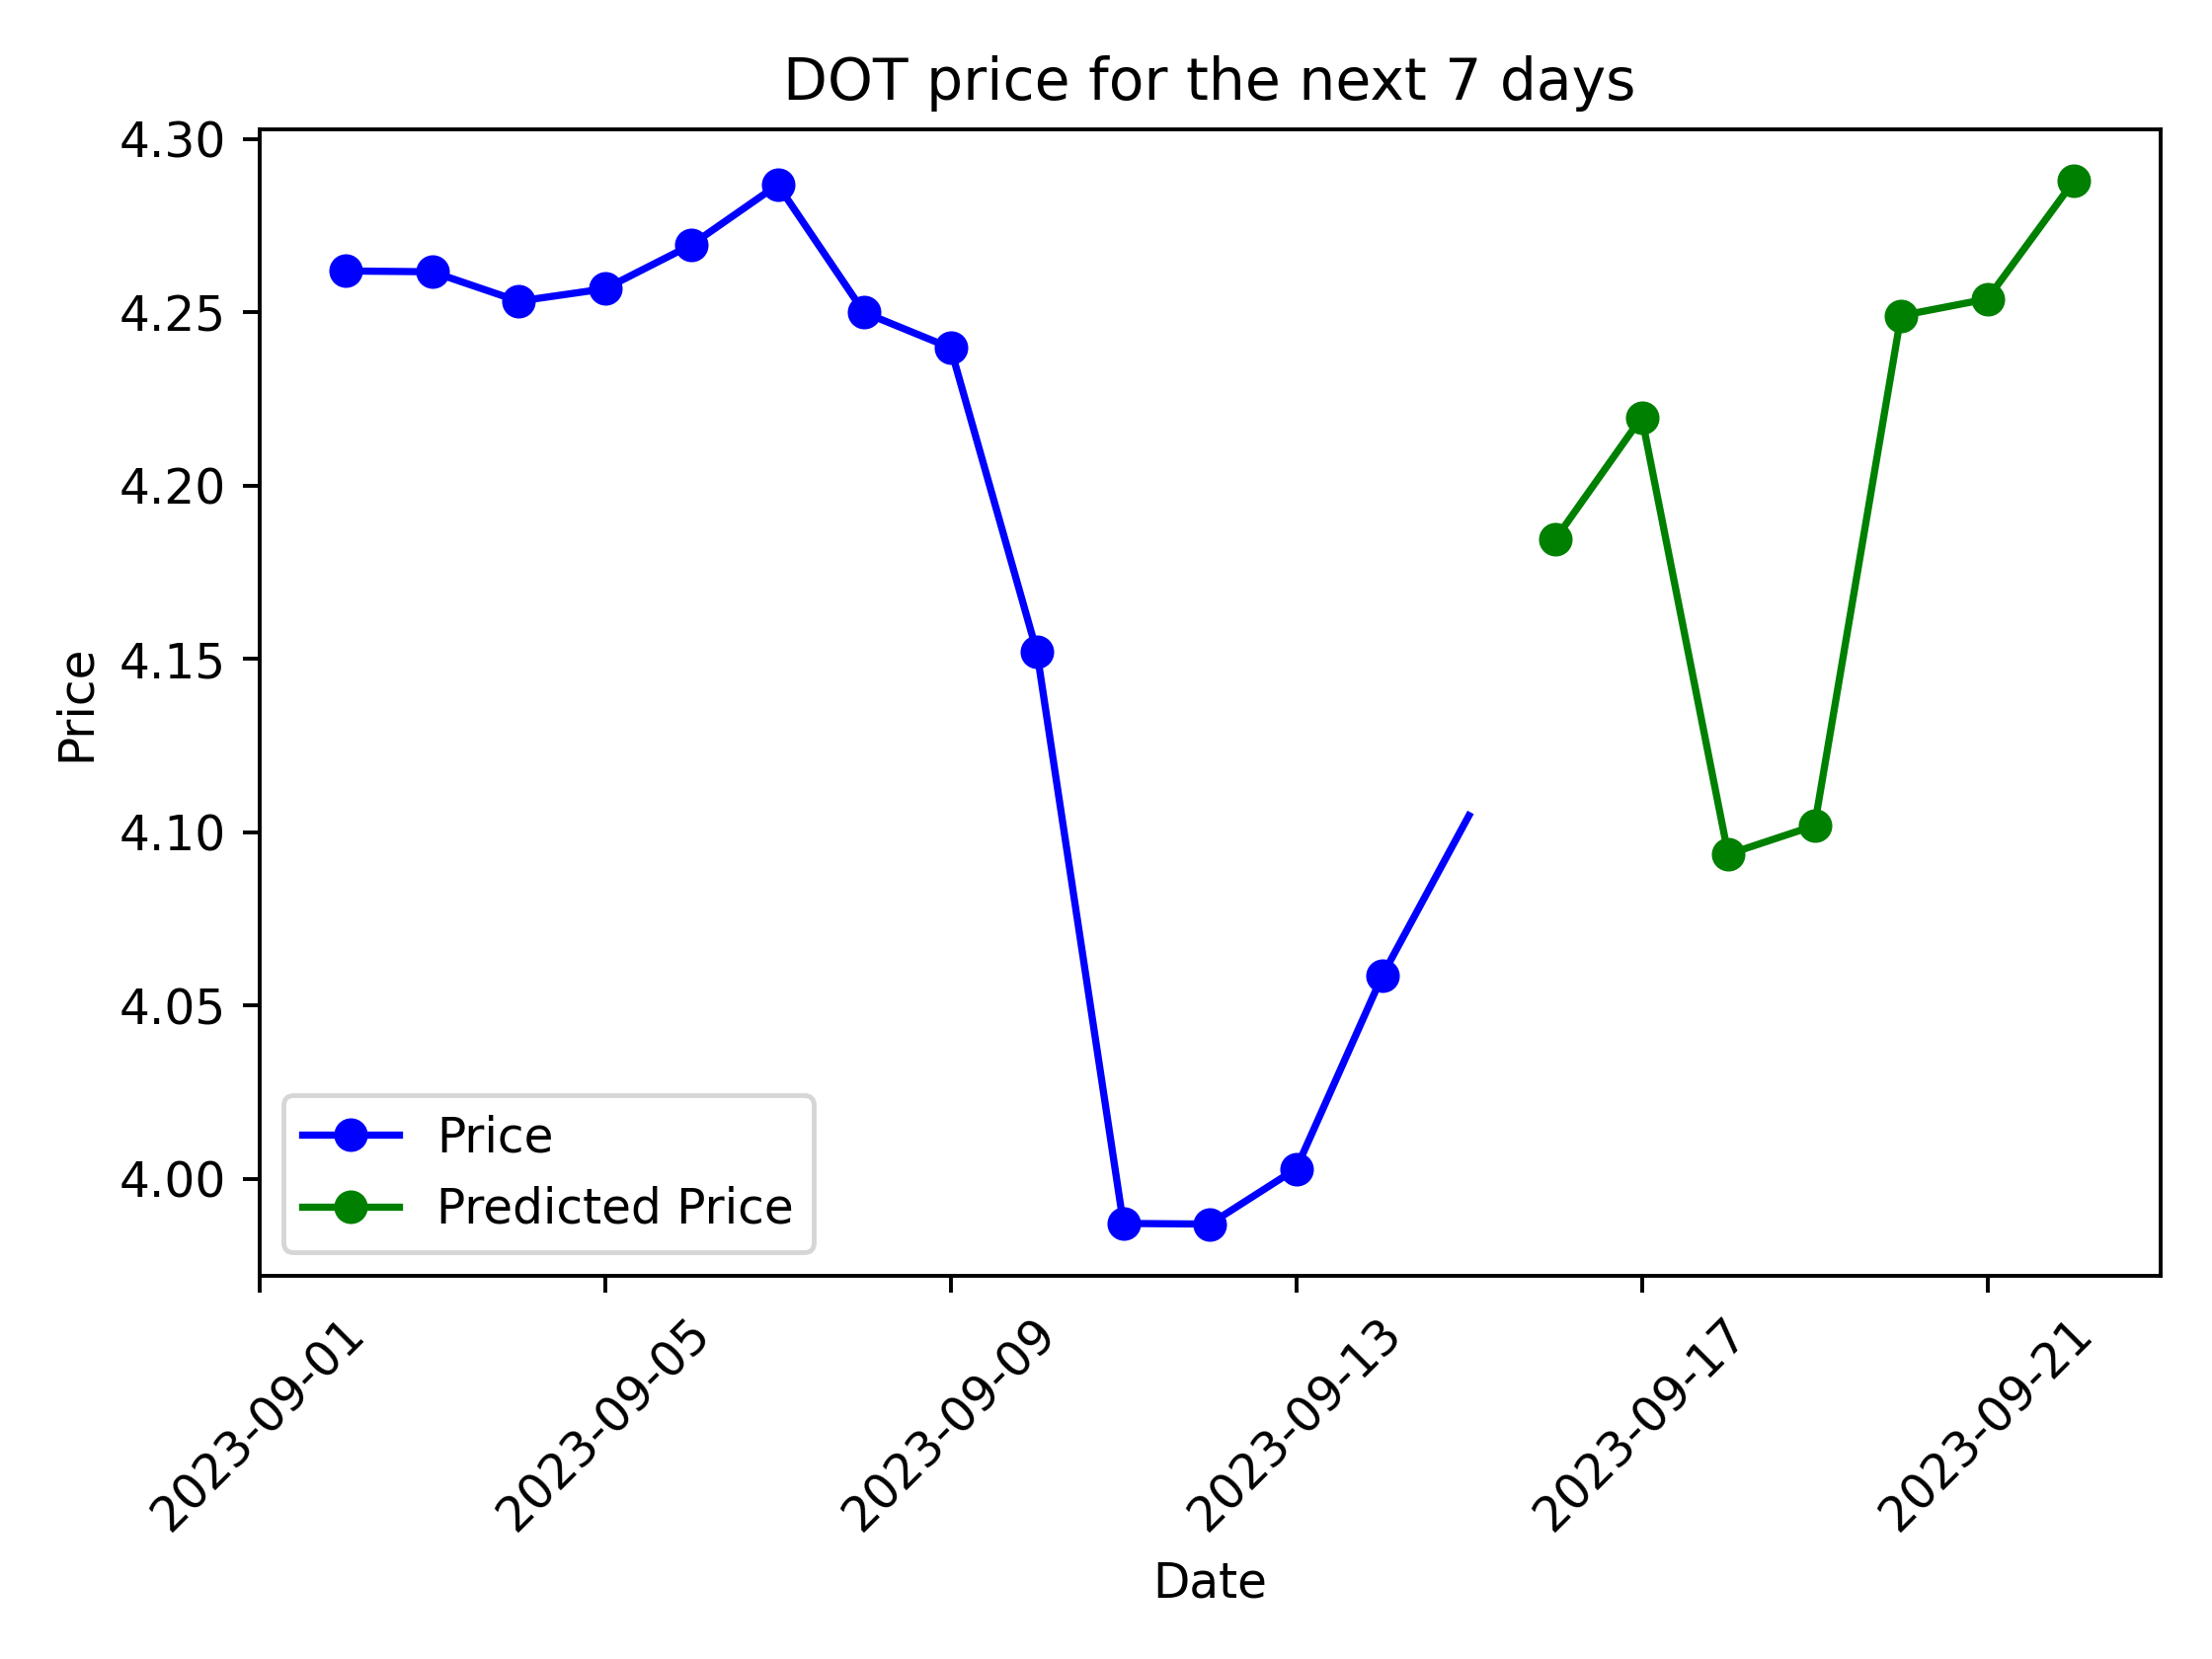 DOT price for the next 7 days
4.30
4.25
4.20
4.15
4.10
4.05
4.00
Price
Price
Predicted Price
2023-09-01
2023-09-05
2023-09-09
2023-09-13
2023-09-17
2023-09-21
Date